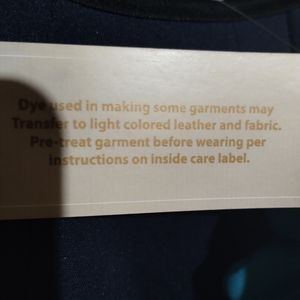 Dye used in making some garments may
Transfer to light colored leather and fabric.
Pre-treat garment before wearing per
instructions on inside care label.